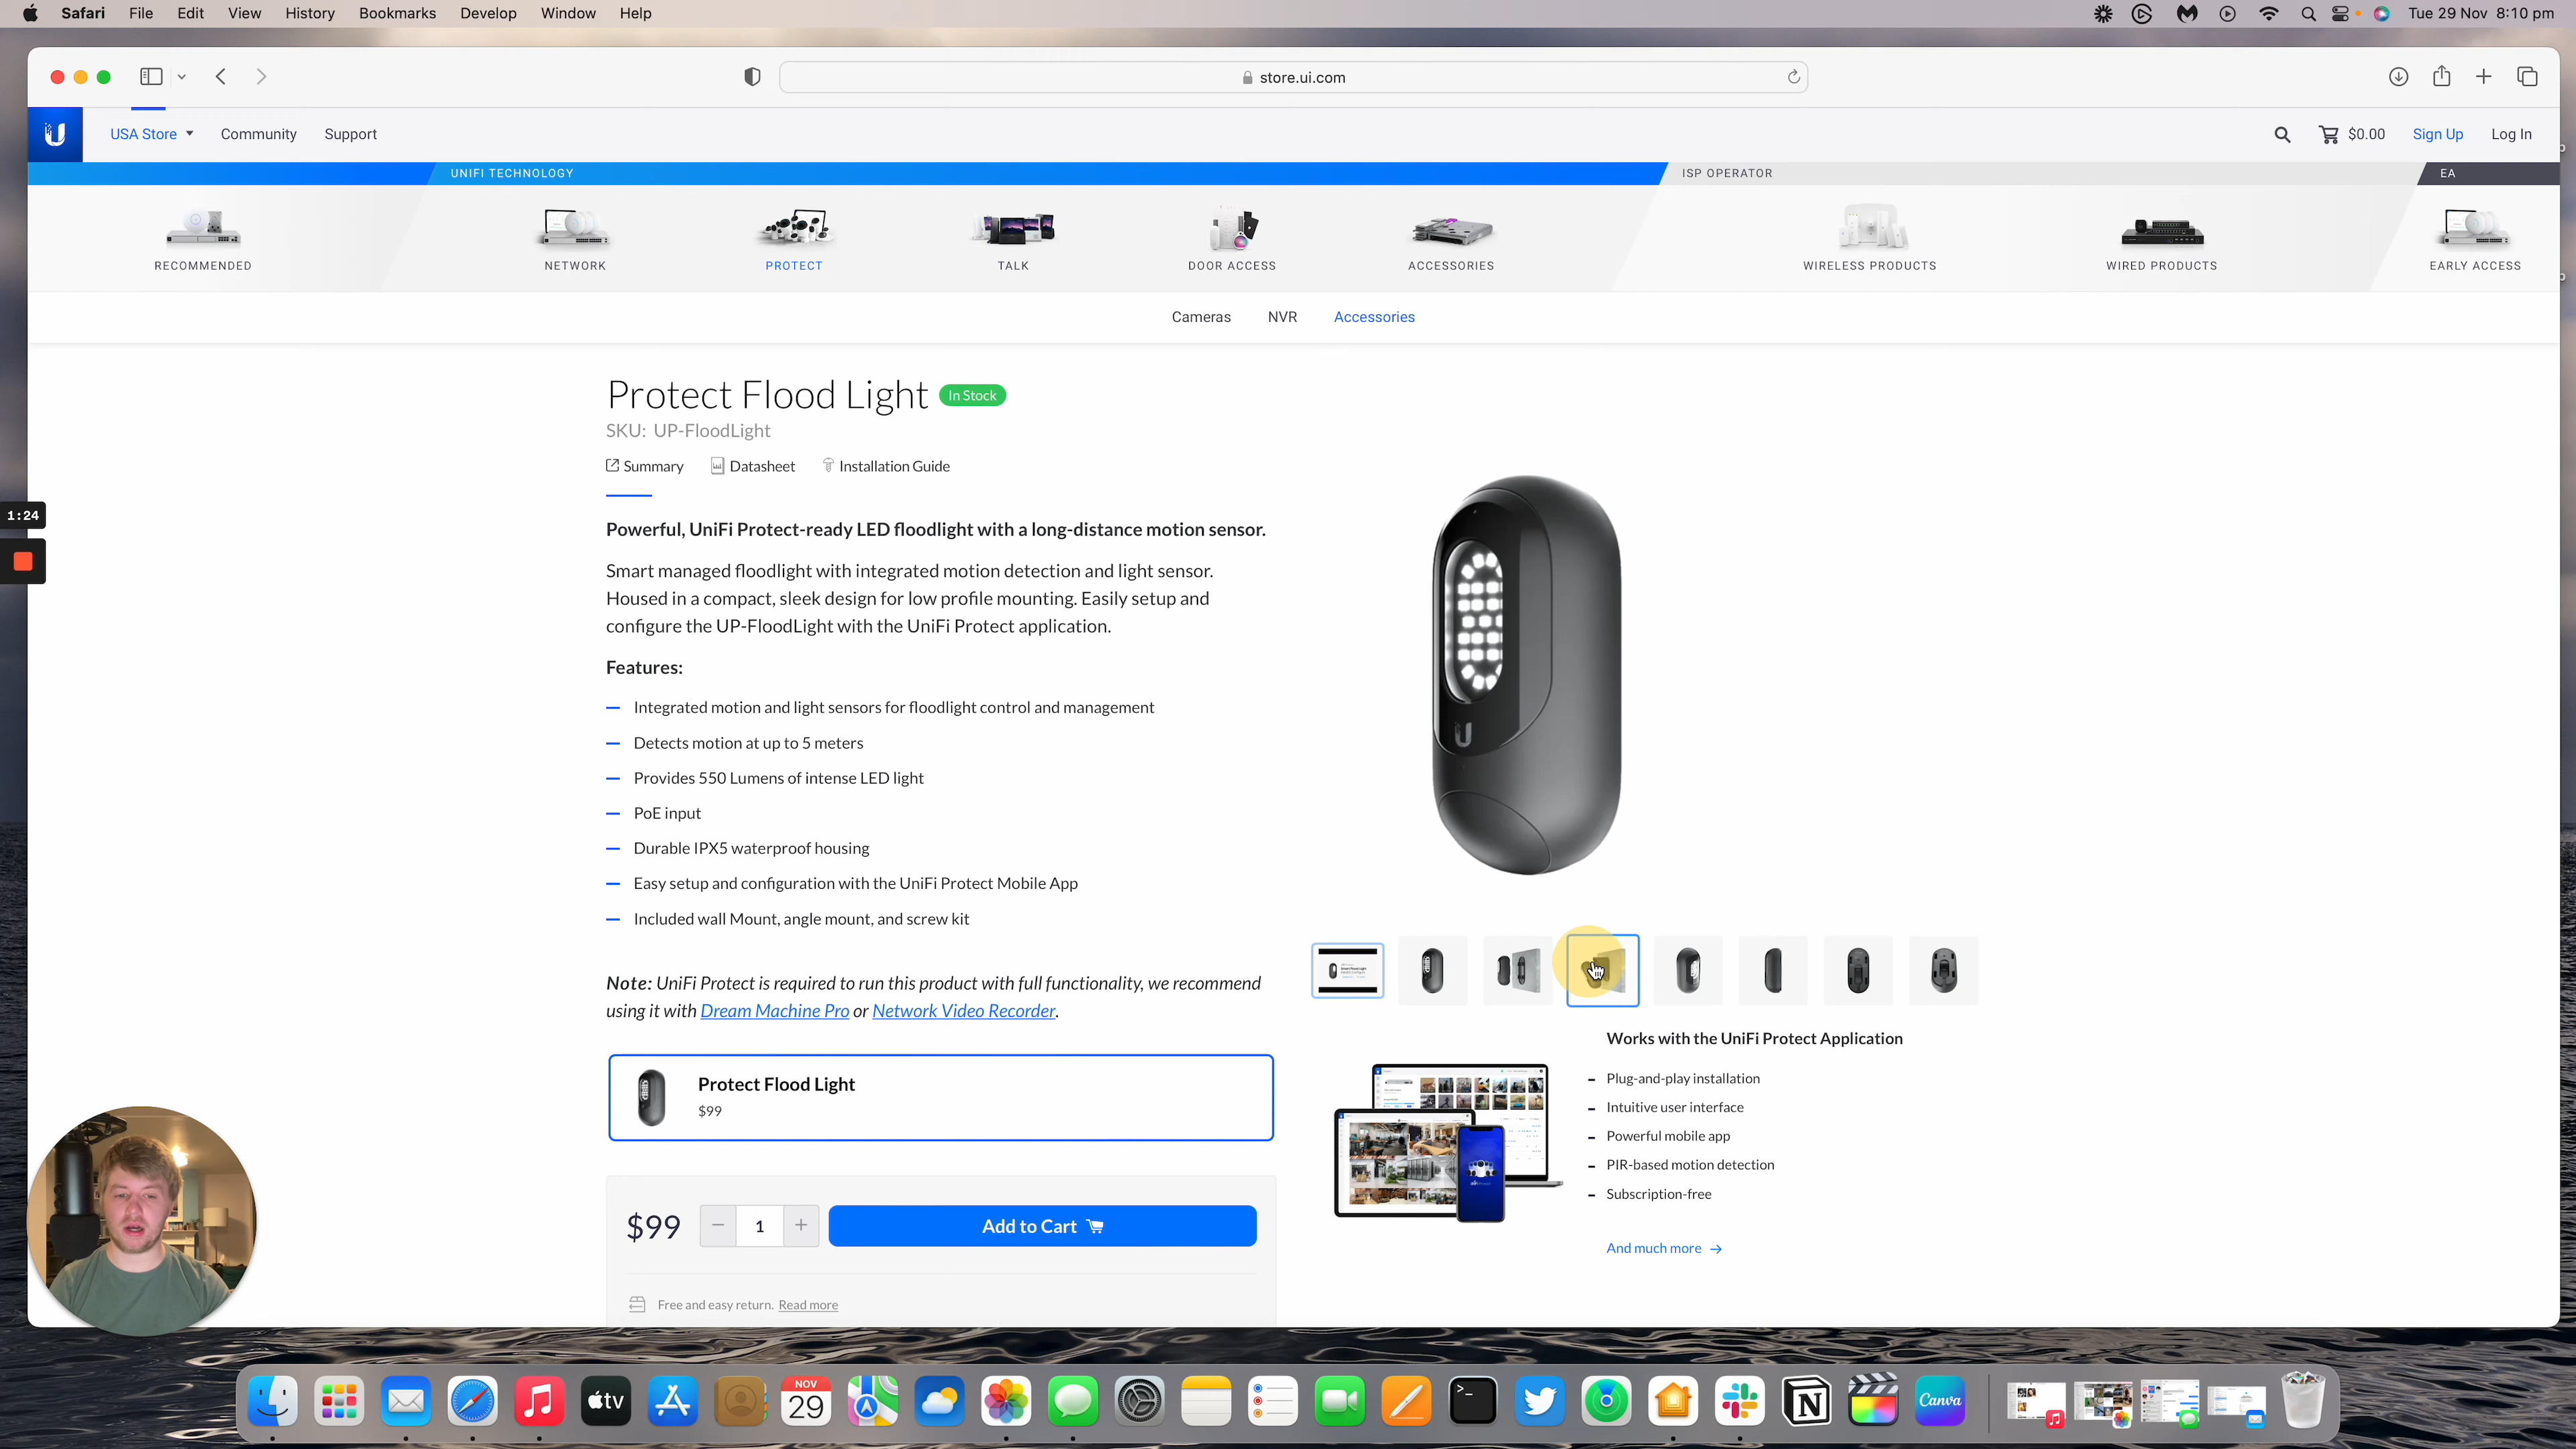 Safari File Edit View History Bookmarks Develop Window Help
Tue 29 Nov 8:10 pm
store.ui.com
USA Store Community Support
$0.00 Sign Up Log In
UNIFI TECHNOLOGY
ISP OPERATOR
EA
RECOMMENDED
NETWORK
PROTECT
TALK
DOOR ACCESS
ACCESSORIES
WIRELESS PRODUCTS
WIRED PRODUCTS
EARLY ACCESS
Cameras NVR Accessories
Protect Flood Light In Stock
SKU: UP-FloodLight
Summary Datasheet Installation Guide
1:24
Powerful, UniFi Protect-ready LED floodlight with a long-distance motion sensor.
Smart managed floodlight with integrated motion detection and light sensor.
Housed in a compact, sleek design for low profile mounting. Easily setup and
configure the UP-FloodLight with the UniFi Protect application.
Features:
Integrated motion and light sensors for floodlight control and management
Detects motion at up to 5 meters
Provides 550 Lumens of intense LED light
PoE input
Durable IPX5 waterproof housing
Easy setup and configuration with the UniFi Protect Mobile App
Included wall Mount, angle mount, and screw kit
Note: UniFi Protect is required to run this product with full functionality, we recommend
using it with Dream Machine Pro or Network Video Recorder.
Protect Flood Light
$99
$99 − 1 + Add to Cart
Free and easy return. Read more
Works with the UniFi Protect Application
- Plug-and-play installation
- Intuitive user interface
- Powerful mobile app
- PIR-based motion detection
- Subscription-free
And much more →
tv
NOV
29
Canva